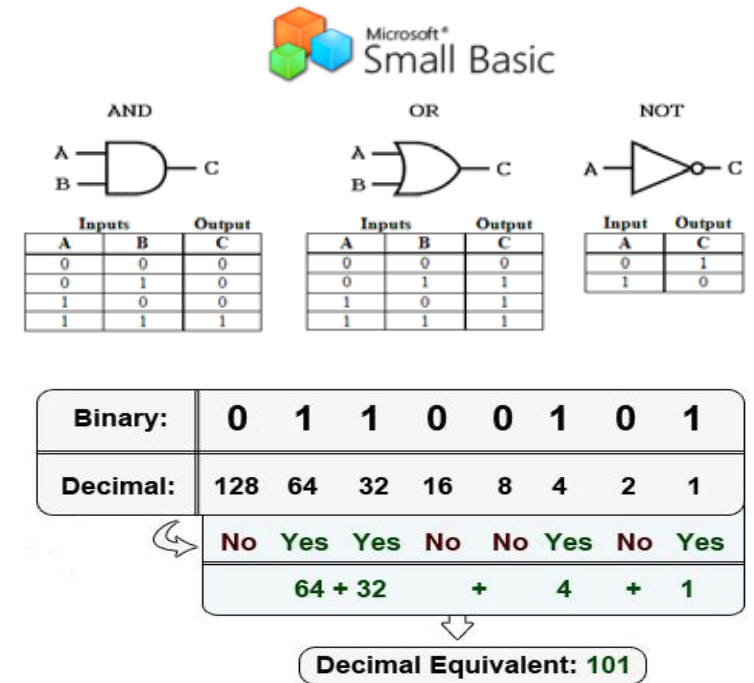 Microsoft®
Small Basic
AND OR NOT
A B C
A B C
A C
Inputs Output Inputs Output Input Output
A B C A B C A C
0 0 0 0 0 0 0 1
0 1 0 0 1 1 1 0
1 0 0 1 0 1
1 1 1 1 1 1
Binary: 0 1 1 0 0 1 0 1
Decimal: 128 64 32 16 8 4 2 1
No Yes Yes No No Yes No Yes
64 + 32 + 4 + 1
Decimal Equivalent: 101